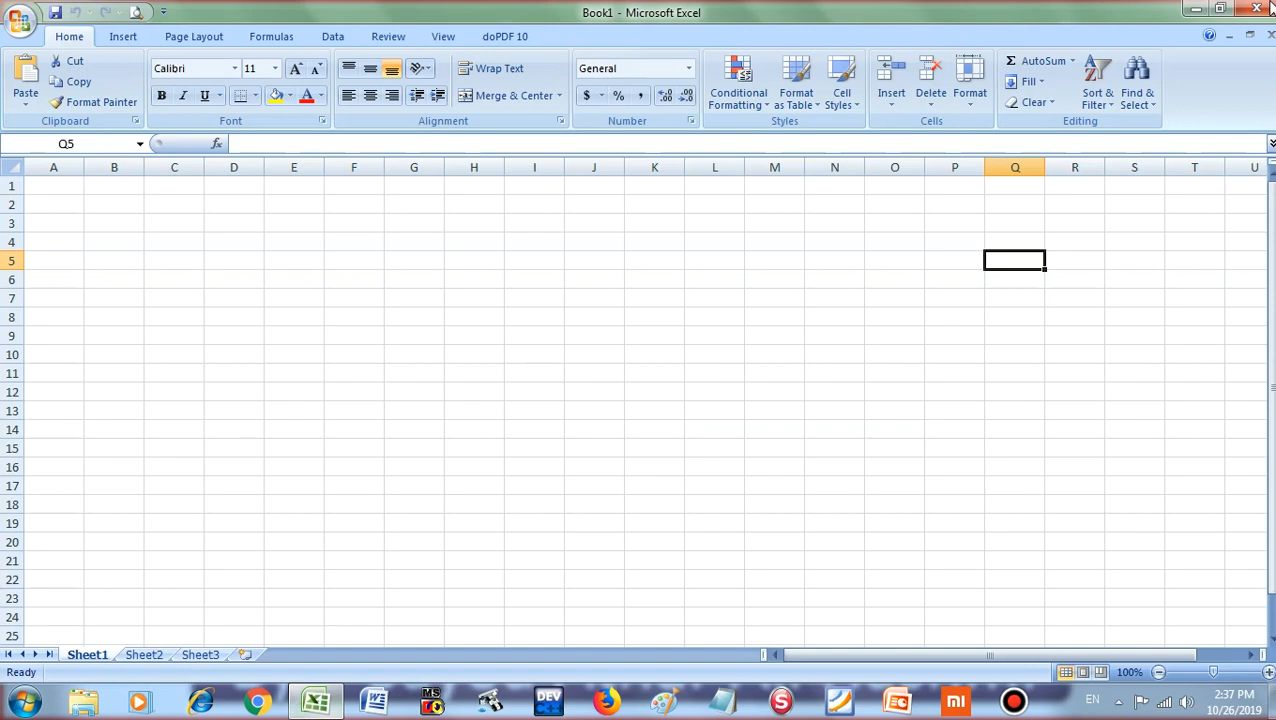 Book1 - Microsoft Excel
Home Insert Page Layout Formulas Data Review View doPDF 10
Paste
Cut
Copy
Format Painter
Clipboard
Calibri 11
B I U
Font
Wrap Text
Merge & Center
Alignment
General
$ % ,
Number
Conditional Formatting
Format as Table
Cell Styles
Styles
Insert Delete Format
Cells
Σ AutoSum
Fill
Clear
Sort & Filter
Find & Select
Editing
Q5 fx
A B C D E F G H I J K L M N O P Q R S T U
1
2
3
4
5
6
7
8
9
10
11
12
13
14
15
16
17
18
19
20
21
22
23
24
25
Sheet1 Sheet2 Sheet3
Ready 100%
DEV EN 2:37 PM
10/26/2019